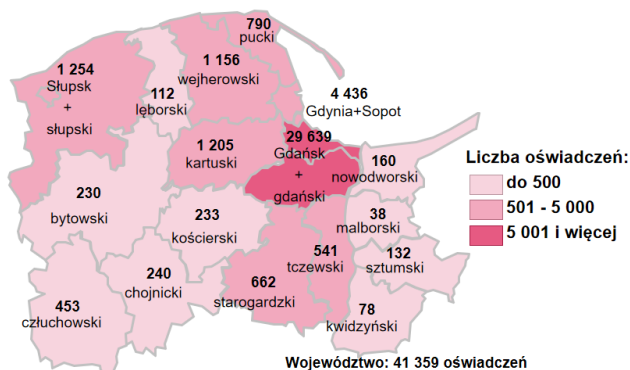 790
pucki
1 254
Słupsk
+
słupski
112
lęborski
1 156
wejherowski
4 436
Gdynia+Sopot
1 205
kartuski
29 639
Gdańsk
+
gdański
160
nowodworski
230
bytowski
233
kościerski
38
malborski
541
tczewski
132
sztumski
240
chojnicki
662
starogardzki
453
człuchowski
78
kwidzyński
Liczba oświadczeń:
do 500
501 - 5 000
5 001 i więcej
Województwo: 41 359 oświadczeń